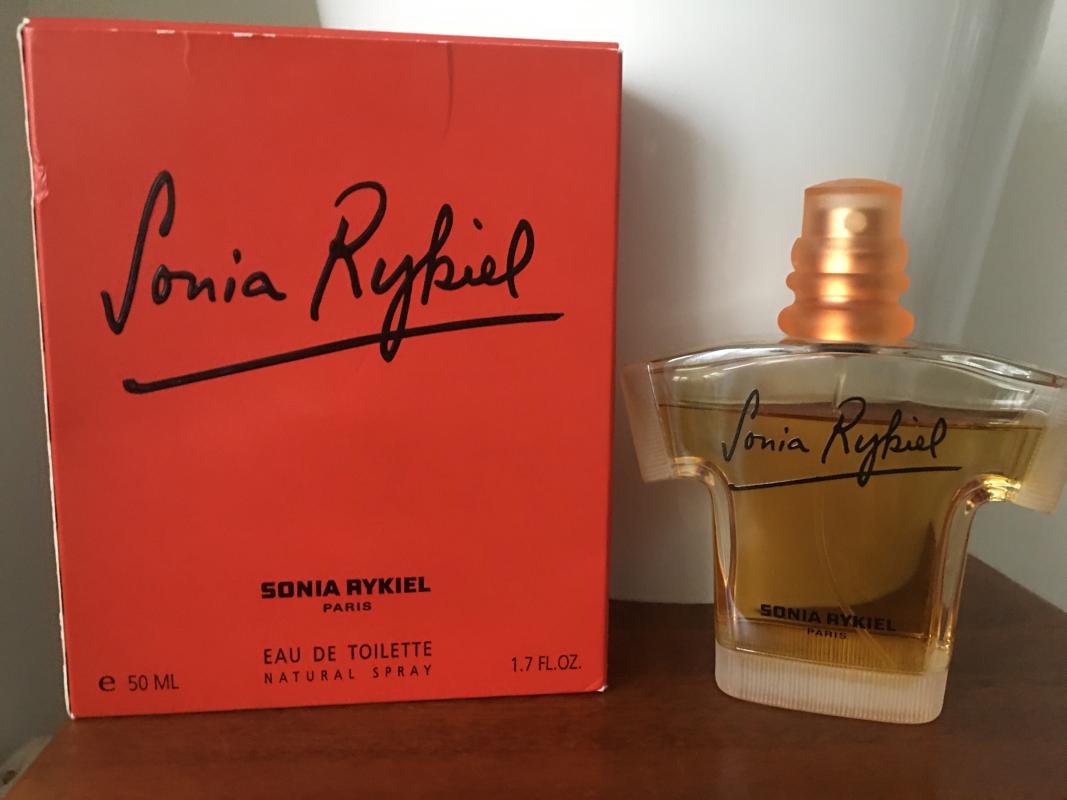 Sonia Rykiel
SONIA RYKIEL
PARIS
EAU DE TOILETTE
NATURAL SPRAY
e 50 ML
1.7 FL.OZ.
Sonia Rykiel
SONIA RYKIEL
PARIS